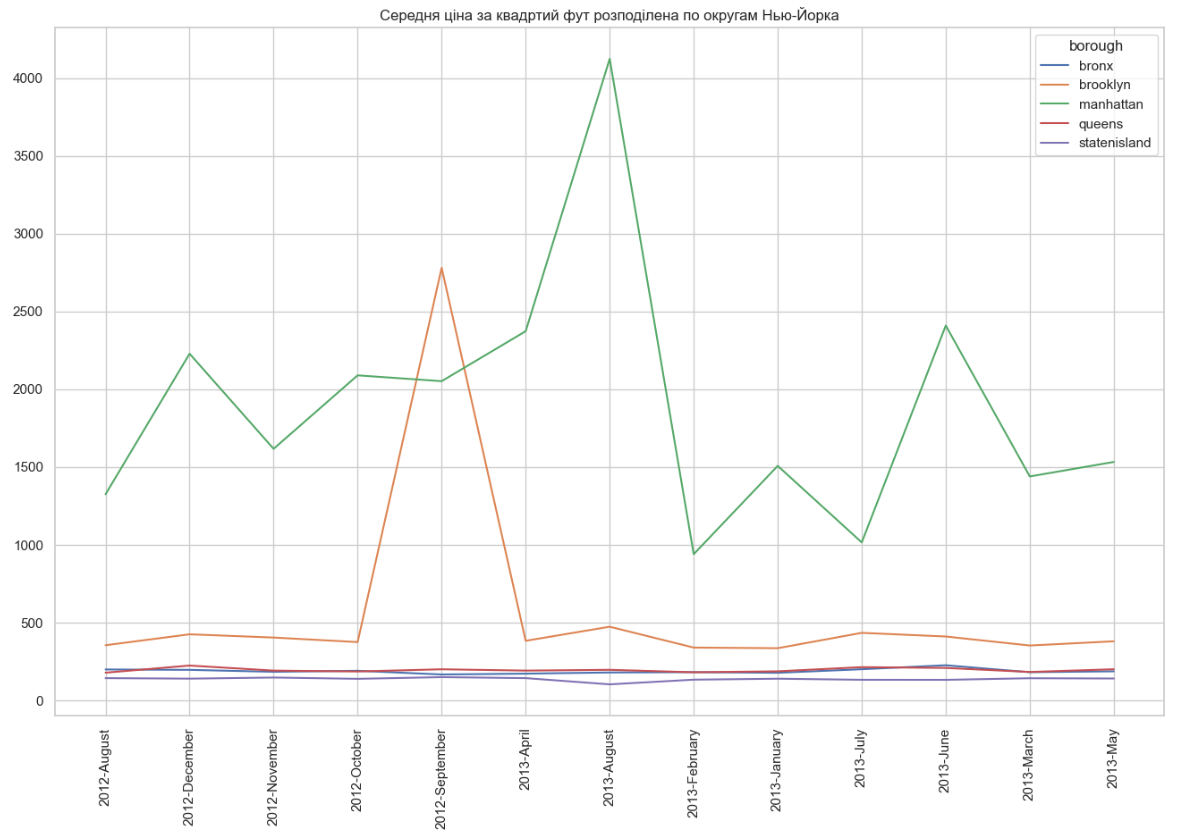 Середня ціна за квадртий фут розподілена по округам Нью-Йорка
borough
bronx
brooklyn
manhattan
queens
statenisland
4000
3500
3000
2500
2000
1500
1000
500
0
2012-August
2012-December
2012-November
2012-October
2012-September
2013-April
2013-August
2013-February
2013-January
2013-July
2013-June
2013-March
2013-May